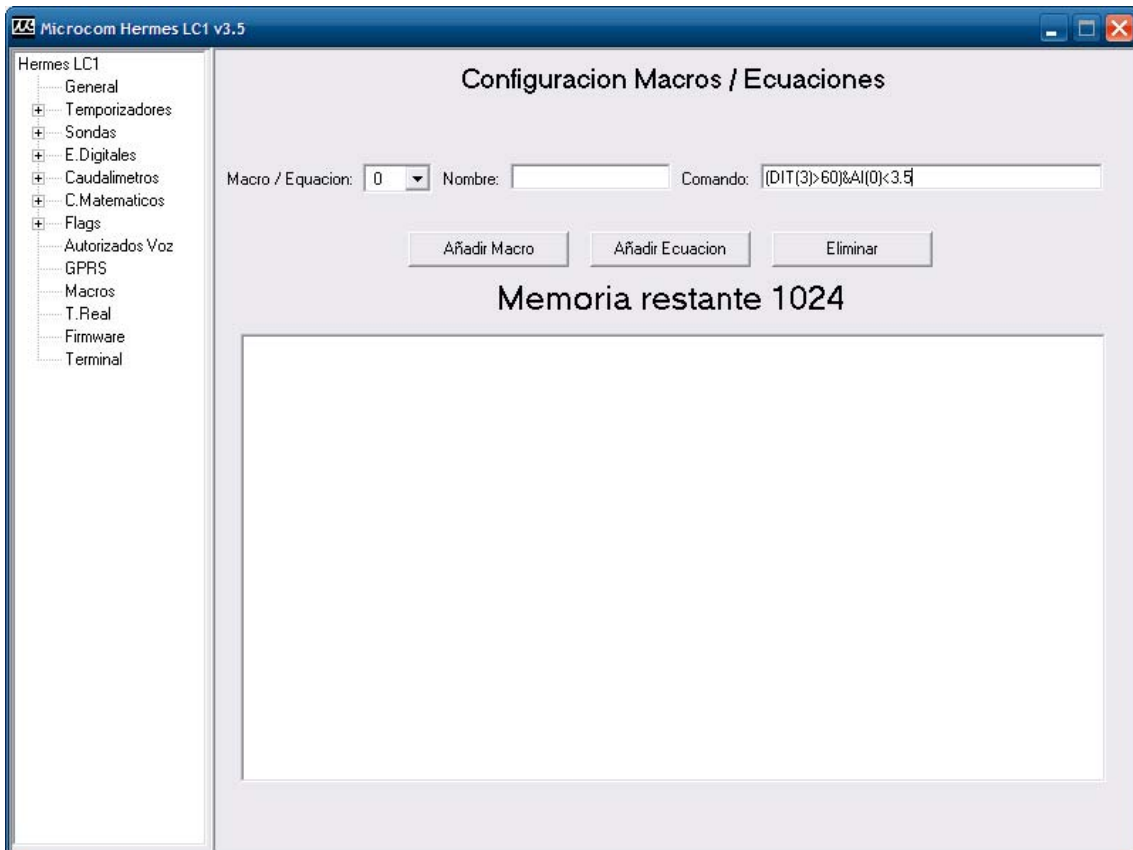 Microcom Hermes LC1 v3.5
Hermes LC1
General
Temporizadores
Sondas
E.Digitales
Caudalimetros
C.Matematicos
Flags
Autorizados Voz
GPRS
Macros
T.Real
Firmware
Terminal
Configuracion Macros / Ecuaciones
Macro / Equacion: 0 Nombre: Comando: (DIT(3)>60)&AI(0)<3.5
Añadir Macro Añadir Ecuacion Eliminar
Memoria restante 1024